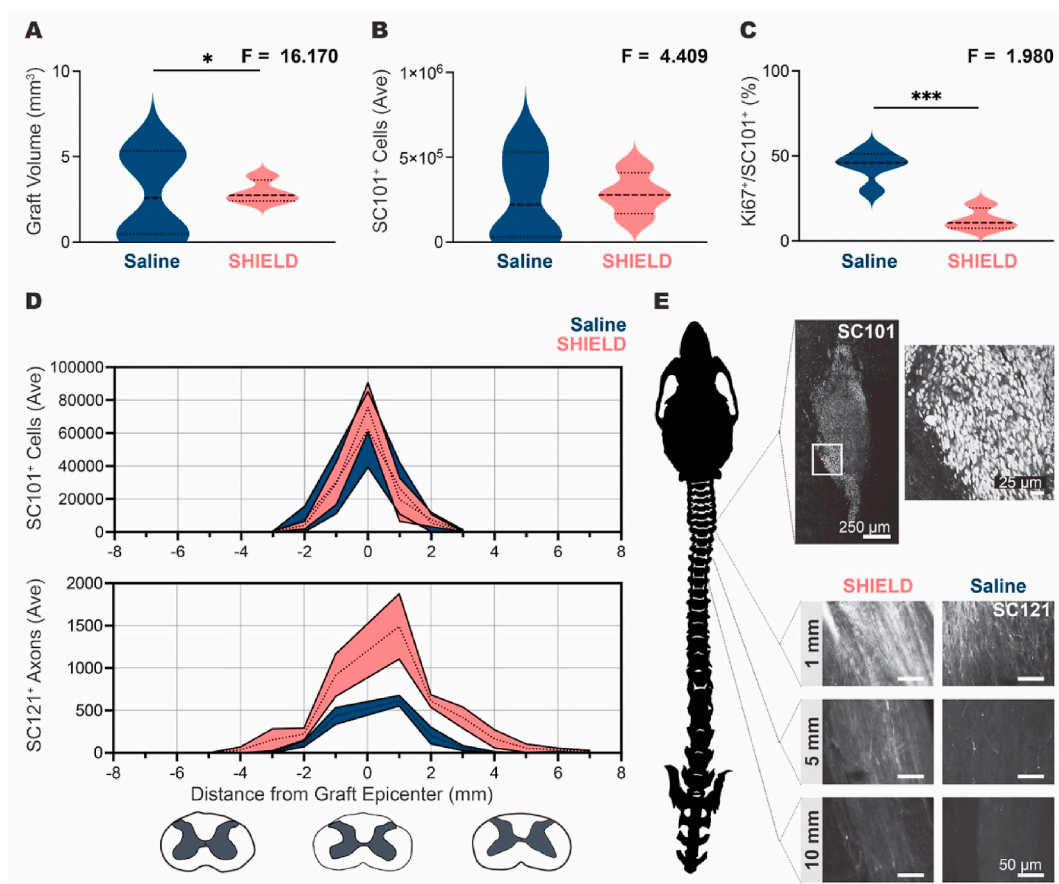 A
F = 16.170
*
Graft Volume (mm³)
10
5
0
Saline
SHIELD
B
F = 4.409
SC101⁺ Cells (Ave)
1×10⁶
5×10⁵
0
Saline
SHIELD
C
F = 1.980
***
Ki67⁺/SC101⁺ (%)
100
50
0
Saline
SHIELD
D
Saline
SHIELD
SC101⁺ Cells (Ave)
100000
80000
60000
40000
20000
0
-8 -6 -4 -2 0 2 4 6 8
SC121⁺ Axons (Ave)
2000
1500
1000
500
0
-8 -6 -4 -2 0 2 4 6 8
Distance from Graft Epicenter (mm)
E
SC101
250 µm
25 µm
SHIELD
Saline
SC121
1 mm
5 mm
10 mm
50 µm